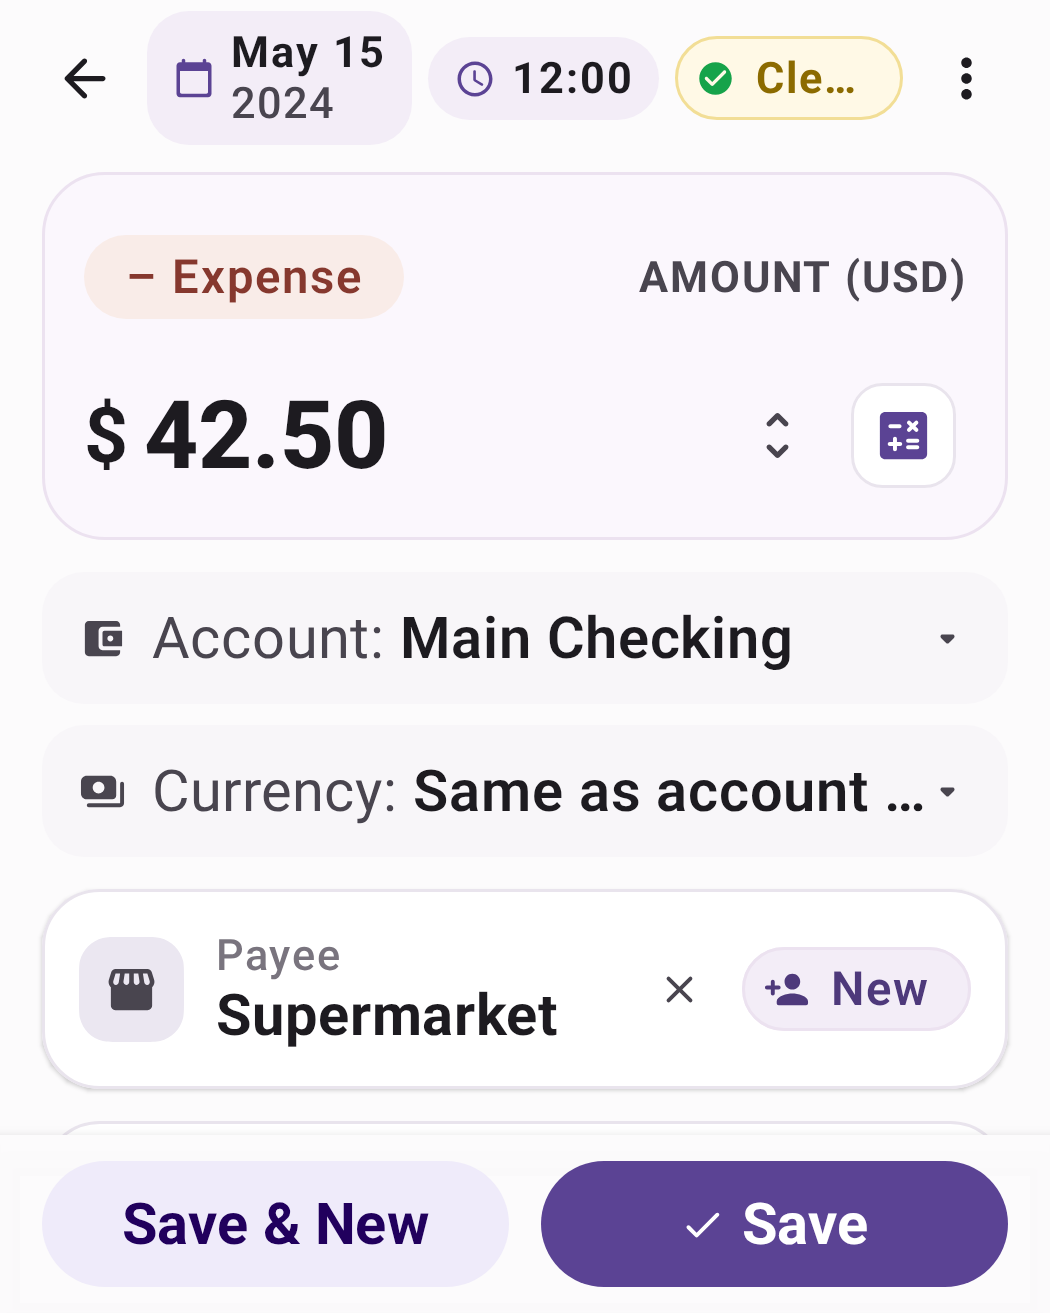 May 15
2024
12:00
Cle…
– Expense
AMOUNT (USD)
$ 42.50
Account: Main Checking
Currency: Same as account …
Payee
Supermarket
New
Save & New
Save